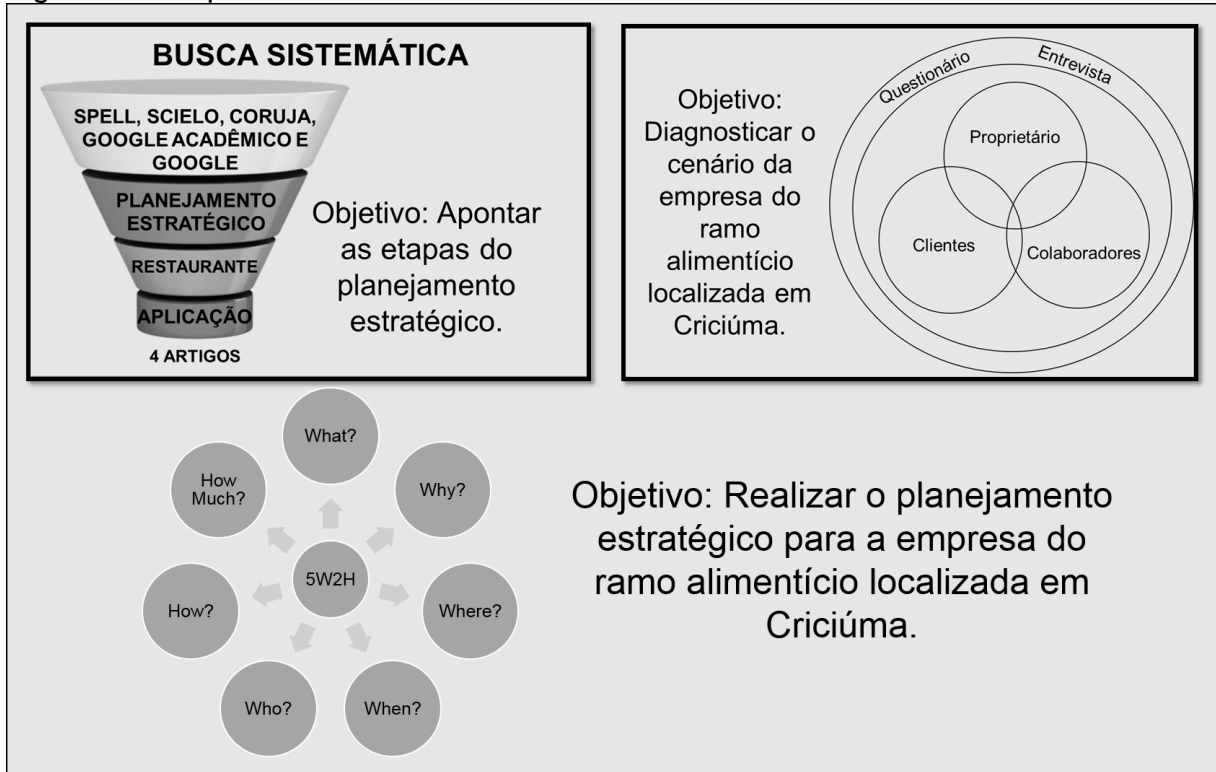 BUSCA SISTEMÁTICA
SPELL, SCIELO, CORUJA,
GOOGLE ACADÊMICO E
GOOGLE
PLANEJAMENTO
ESTRATÉGICO
RESTAURANTE
APLICAÇÃO
4 ARTIGOS
Objetivo: Apontar
as etapas do
planejamento
estratégico.
Objetivo:
Diagnosticar o
cenário da
empresa do
ramo
alimentício
localizada em
Criciúma.
Questionário
Entrevista
Proprietário
Clientes
Colaboradores
What?
Why?
Where?
When?
Who?
How?
How
Much?
5W2H
Objetivo: Realizar o planejamento
estratégico para a empresa do
ramo alimentício localizada em
Criciúma.